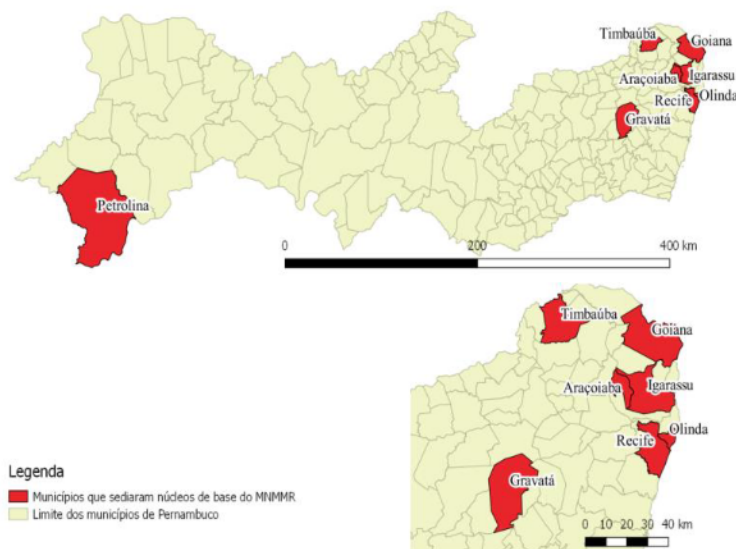 Timbaúba
Goiana
Araçoiaba
Igarassu
Olinda
Recife
Gravatá
Petrolina
0 200 400 km
Timbaúba
Goiana
Araçoiaba
Igarassu
Olinda
Recife
Gravatá
Legenda
Municípios que sediaram núcleos de base do MNMMR
Limite dos municípios de Pernambuco
0 10 20 30 40 km